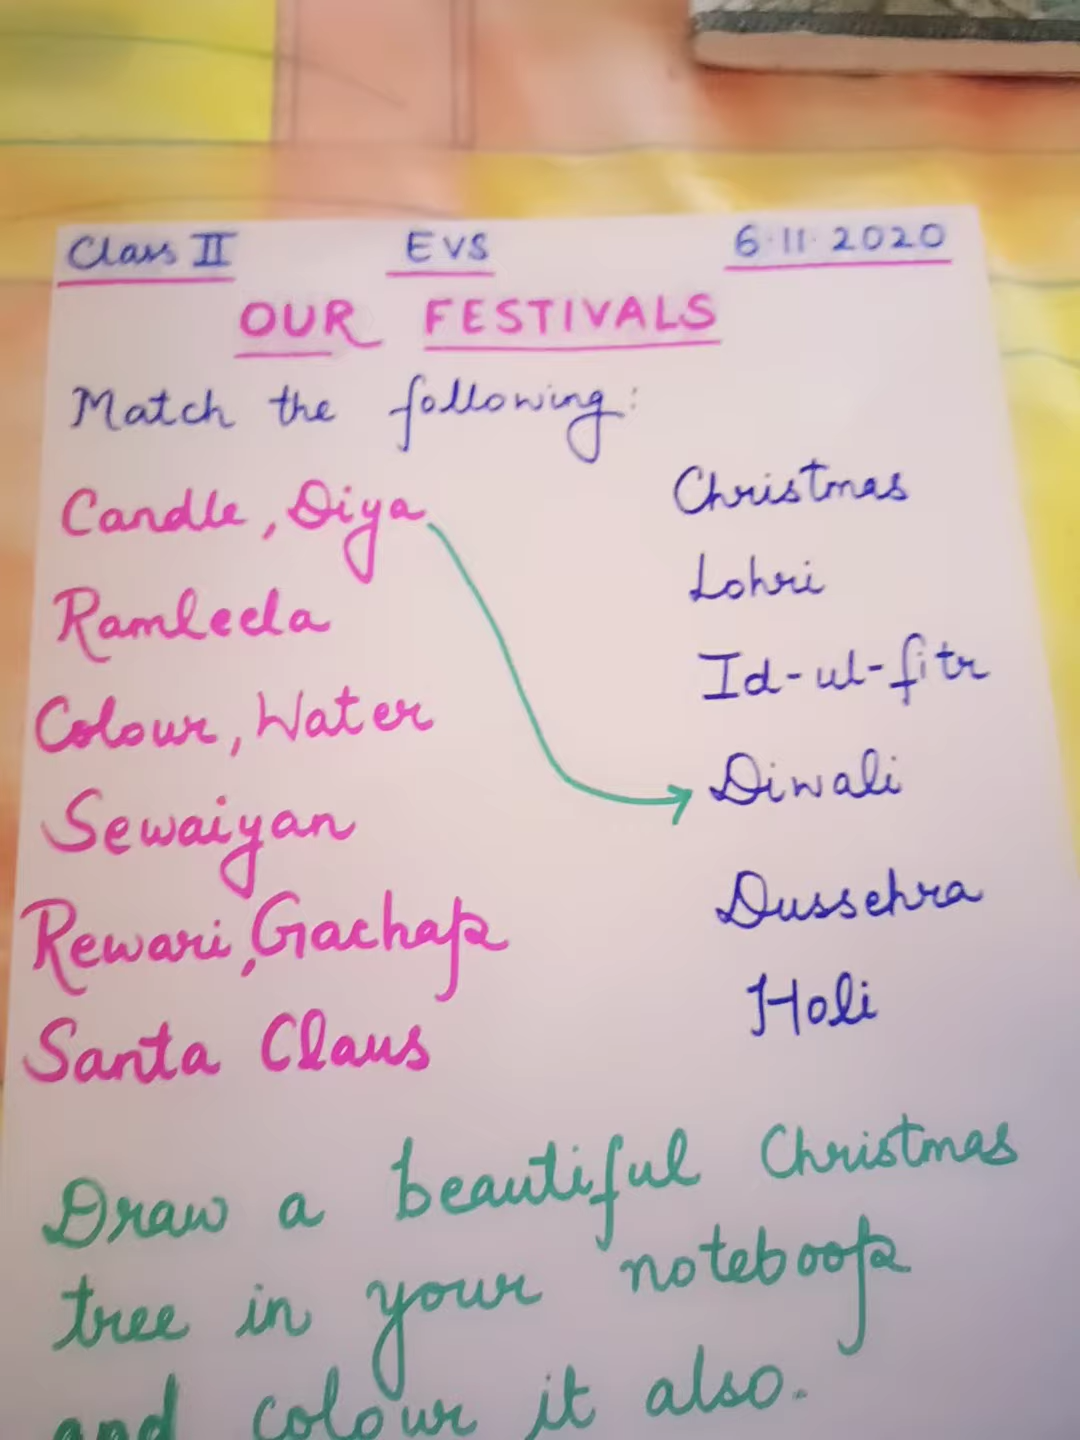 Class II EVS 6.11.2020
OUR FESTIVALS
Match the following:
Candle, Diya Christmas
Ramleela Lohri
Colour, Water Id-ul-fitr
Sewaiyan Diwali
Rewari, Gachak Dussehra
Santa Claus Holi
Draw a beautiful Christmas
tree in your notebook
and colour it also.